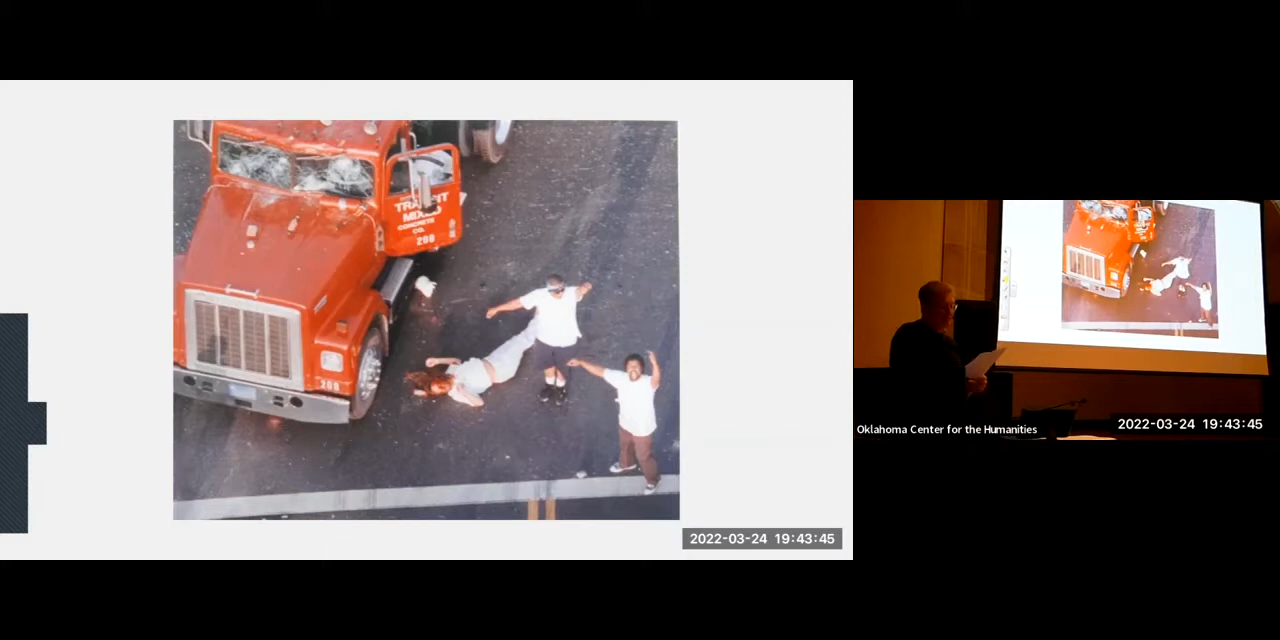 TRANSIT
MIXED
CONCRETE
CO.
208
208
2022-03-24 19:43:45
Oklahoma Center for the Humanities
2022-03-24 19:43:45